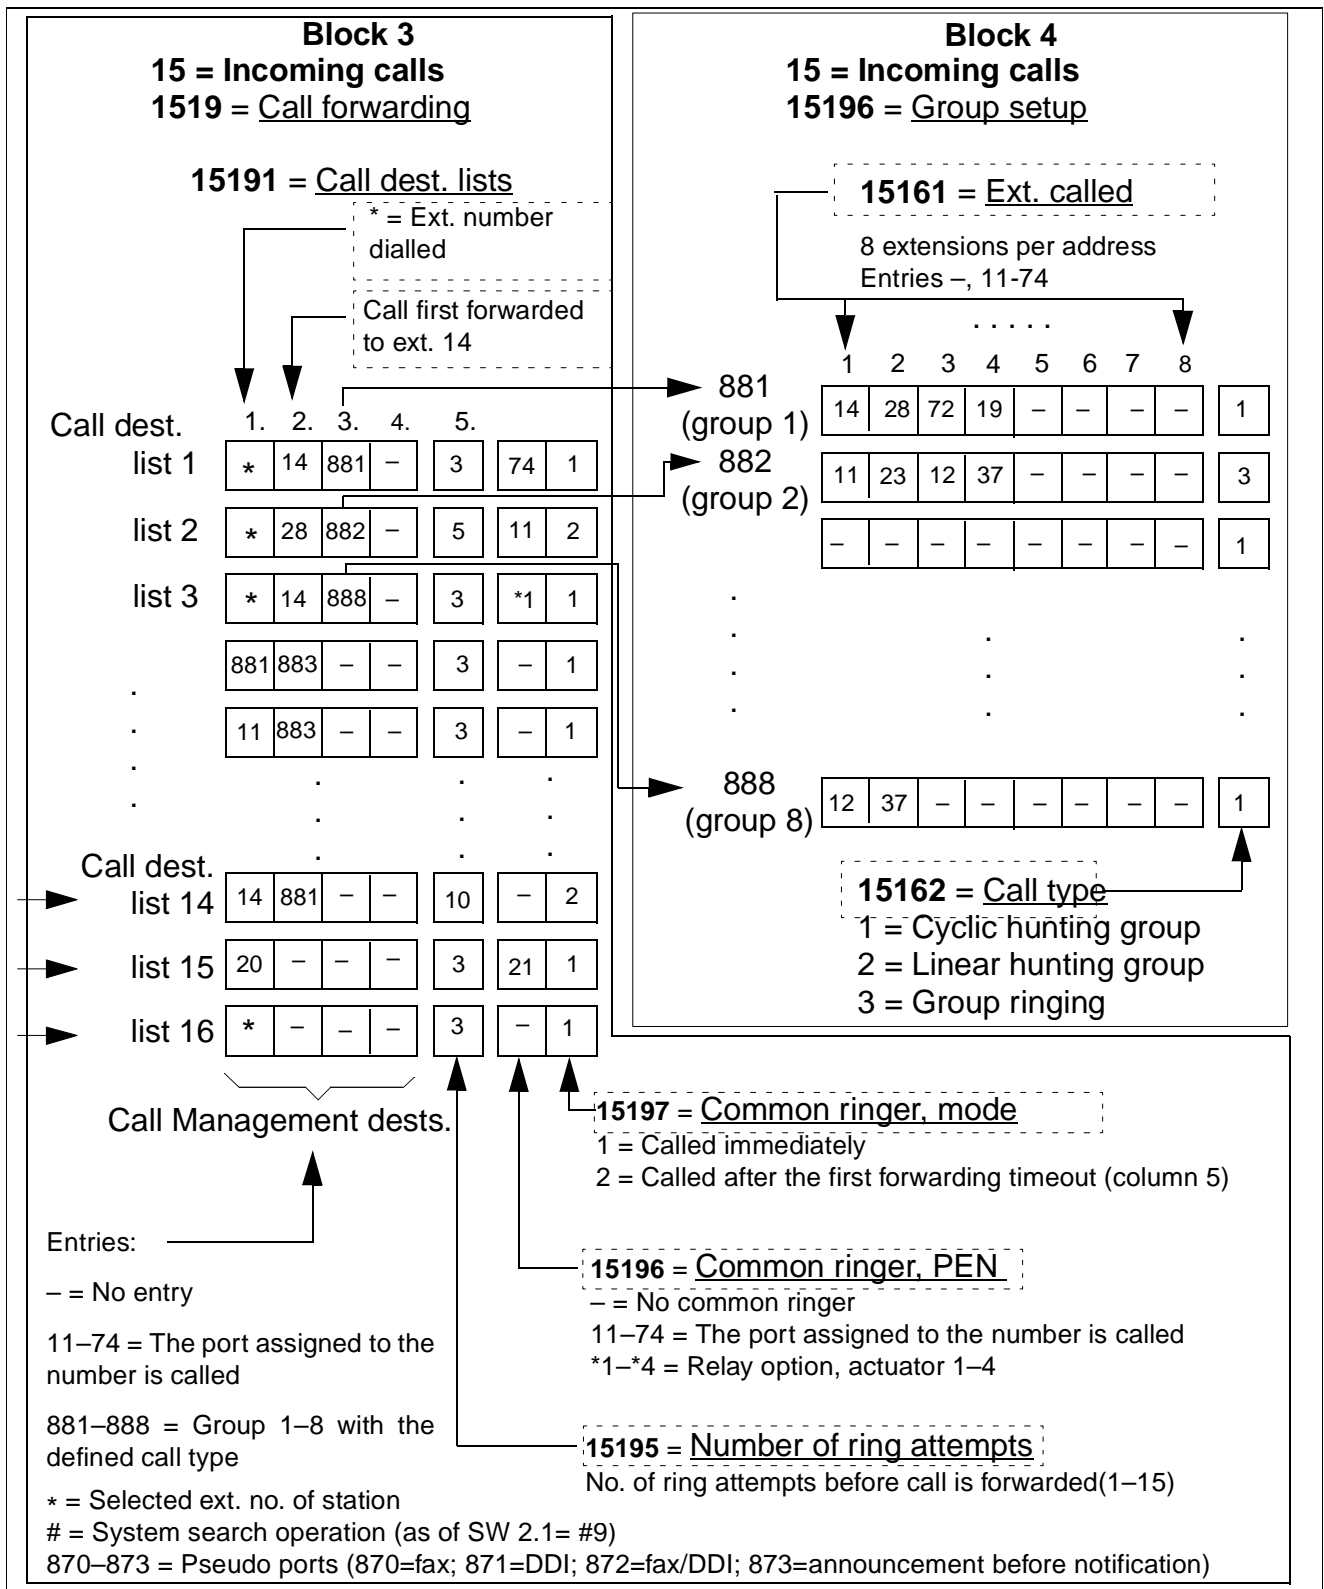 Block 3
15 = Incoming calls
1519 = Call forwarding
15191 = Call dest. lists
* = Ext. number
dialled
Call first forwarded
to ext. 14
Call dest. 1. 2. 3. 4. 5.
list 1 * 14 881 – 3 74 1
list 2 * 28 882 – 5 11 2
list 3 * 14 888 – 3 *1 1
881 883 – – 3 – 1
11 883 – – 3 – 1
Call dest.
list 14 14 881 – – 10 – 2
list 15 20 – – – 3 21 1
list 16 * – – – 3 – 1
Call Management dests.
Block 4
15 = Incoming calls
15196 = Group setup
15161 = Ext. called
8 extensions per address
Entries –, 11-74
. . . . .
1 2 3 4 5 6 7 8
881
(group 1) 14 28 72 19 – – – – 1
882
(group 2) 11 23 12 37 – – – – 3
– – – – – – – – 1
888
(group 8) 12 37 – – – – – – 1
15162 = Call type
1 = Cyclic hunting group
2 = Linear hunting group
3 = Group ringing
15197 = Common ringer, mode
1 = Called immediately
2 = Called after the first forwarding timeout (column 5)
15196 = Common ringer, PEN
– = No common ringer
11–74 = The port assigned to the number is called
*1–*4 = Relay option, actuator 1–4
15195 = Number of ring attempts
No. of ring attempts before call is forwarded(1–15)
Entries:
– = No entry
11–74 = The port assigned to the
number is called
881–888 = Group 1–8 with the
defined call type
* = Selected ext. no. of station
# = System search operation (as of SW 2.1= #9)
870–873 = Pseudo ports (870=fax; 871=DDI; 872=fax/DDI; 873=announcement before notification)